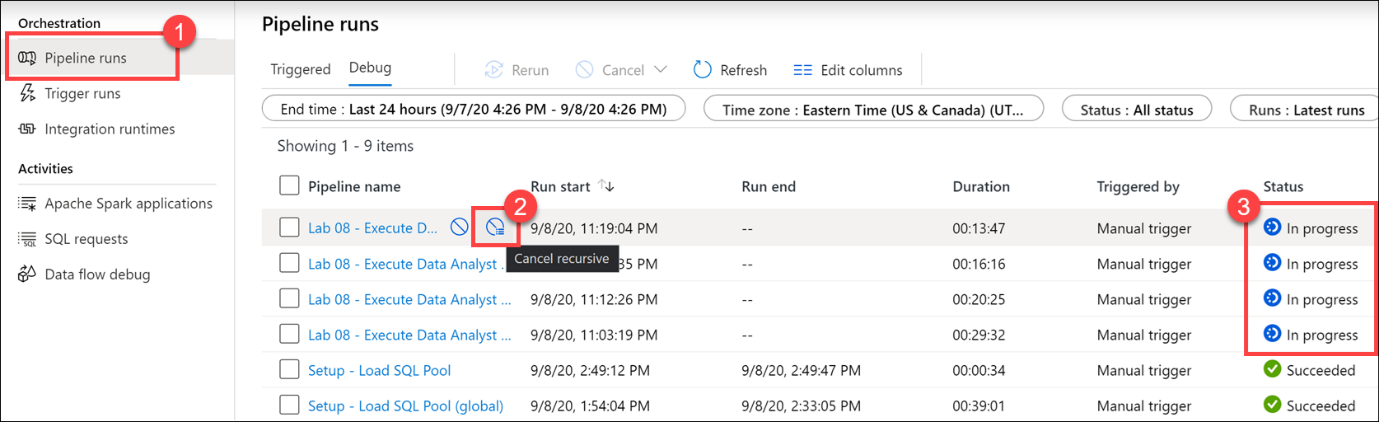 Orchestration
1
Pipeline runs
Trigger runs
Integration runtimes
Activities
Apache Spark applications
SQL requests
Data flow debug
Pipeline runs
Triggered Debug Rerun Cancel Refresh Edit columns
End time : Last 24 hours (9/7/20 4:26 PM - 9/8/20 4:26 PM) Time zone : Eastern Time (US & Canada) (UT... Status : All status Runs : Latest runs
Showing 1 - 9 items
Pipeline name Run start Run end Duration Triggered by Status
2 3
Lab 08 - Execute D... 9/8/20, 11:19:04 PM -- 00:13:47 Manual trigger In progress
Cancel recursive
Lab 08 - Execute Data Analyst . 35 PM -- 00:16:16 Manual trigger In progress
Lab 08 - Execute Data Analyst ... 9/8/20, 11:12:26 PM -- 00:20:25 Manual trigger In progress
Lab 08 - Execute Data Analyst ... 9/8/20, 11:03:19 PM -- 00:29:32 Manual trigger In progress
Setup - Load SQL Pool 9/8/20, 2:49:12 PM 9/8/20, 2:49:47 PM 00:00:34 Manual trigger Succeeded
Setup - Load SQL Pool (global) 9/8/20, 1:54:04 PM 9/8/20, 2:33:05 PM 00:39:01 Manual trigger Succeeded